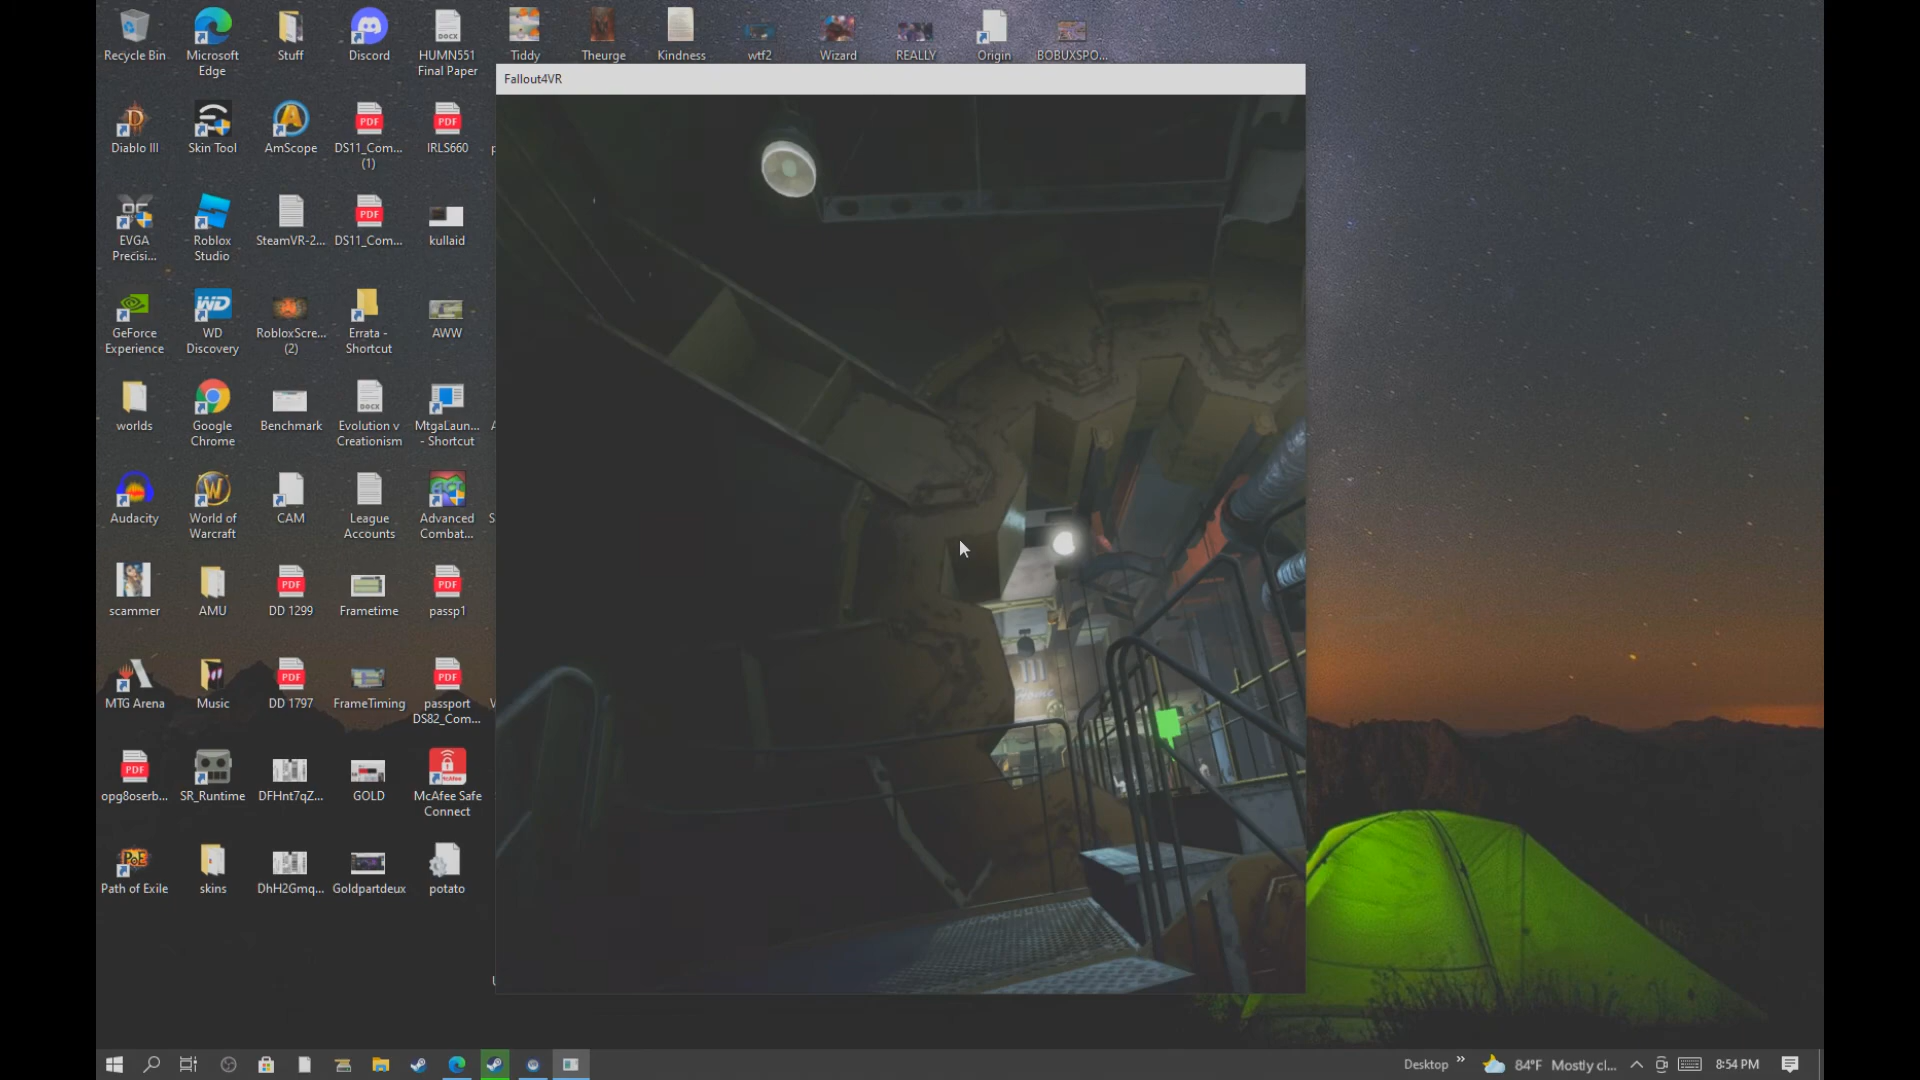 Recycle Bin
Microsoft
Edge
Stuff
Discord
HUMN551
Final Paper
Tiddy
Theurge
Kindness
wtf2
Wizard
REALLY
Origin
BOBUXSPO...
Fallout4VR
Diablo III
Skin Tool
AmScope
DS11_Com...
(1)
IRLS660
EVGA
Precisi...
Roblox
Studio
SteamVR-2...
DS11_Com...
kullaid
GeForce
Experience
WD
Discovery
RobloxScre...
(2)
Errata -
Shortcut
AWW
worlds
Google
Chrome
Benchmark
Evolution v
Creationism
MtgaLaun...
- Shortcut
Audacity
World of
Warcraft
CAM
League
Accounts
Advanced
Combat...
scammer
AMU
DD 1299
Frametime
passp1
MTG Arena
Music
DD 1797
FrameTiming
passport
DS82_Com...
opg8oserb...
SR_Runtime
DFHnt7qZ...
GOLD
McAfee Safe
Connect
Path of Exile
skins
DhH2Gmq...
Goldpartdeux
potato
Desktop
84°F Mostly cl...
8:54 PM